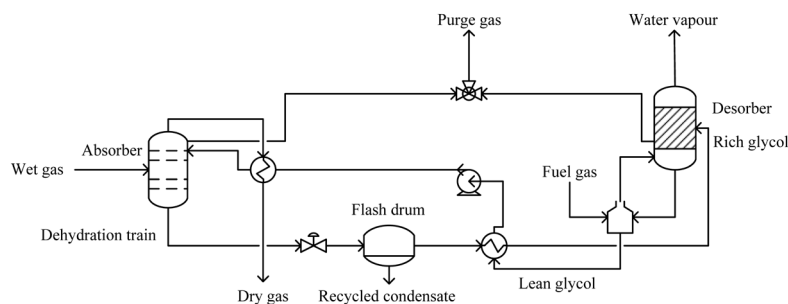 Purge gas
Water vapour
Desorber
Absorber
Rich glycol
Wet gas
Fuel gas
Flash drum
Dehydration train
Lean glycol
Dry gas
Recycled condensate